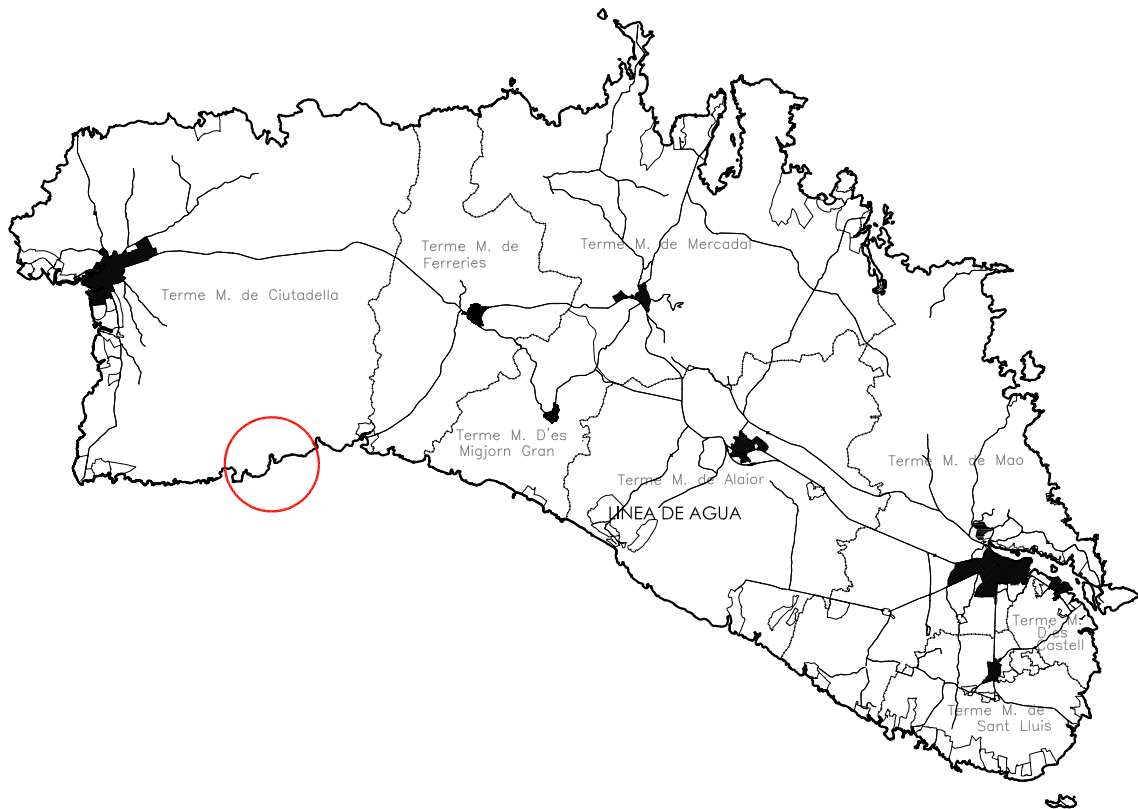 Terme M. de
Ferreries
Terme M. de Mercadal
Terme M. de Ciutadella
Terme M. D'es
Migjorn Gran
Terme M. de Alaior
Terme M. de Mao
LINEA DE AGUA
Terme M.
D'es
Castell
Terme M. de
Sant Lluis